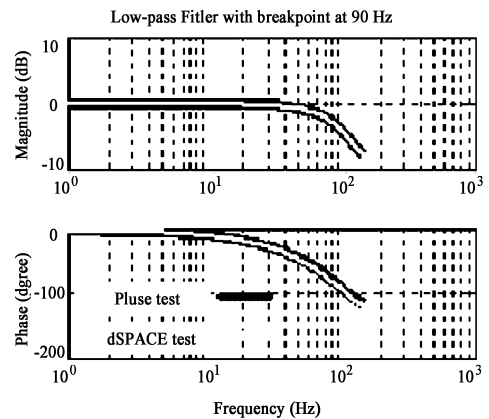 Low-pass Fitler with breakpoint at 90 Hz
Magnitude (dB)
10
0
-10
10^0
10^1
10^2
10^3
Phase (dgree)
0
-100
-200
Pluse test
dSPACE test
10^0
10^1
10^2
10^3
Frequency (Hz)